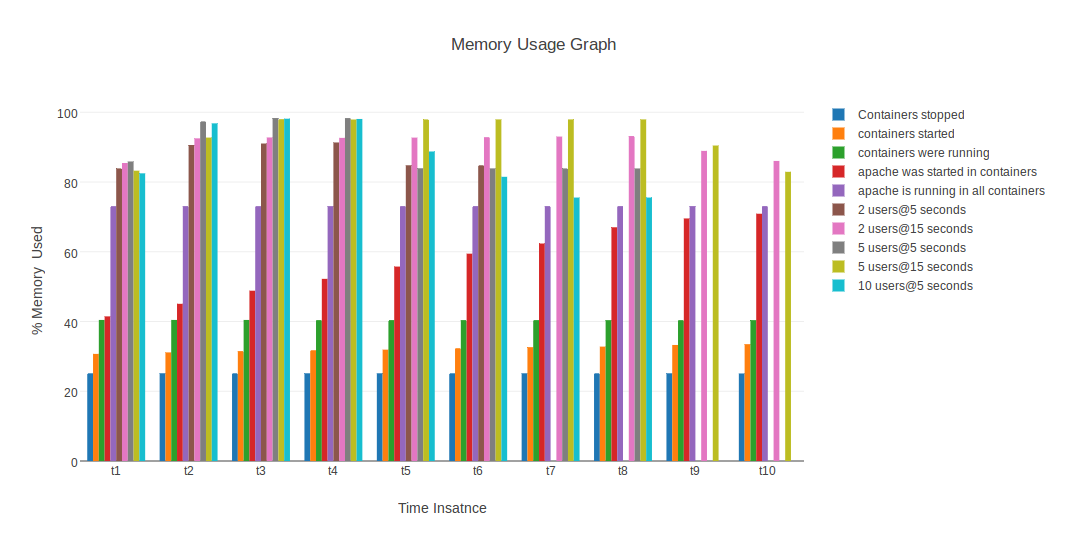 Memory Usage Graph
100
80
60
40
20
0
% Memory  Used
t1 t2 t3 t4 t5 t6 t7 t8 t9 t10
Time Insatnce
Containers stopped
containers started
containers were running
apache was started in containers
apache is running in all containers
2 users@5 seconds
2 users@15 seconds
5 users@5 seconds
5 users@15 seconds
10 users@5 seconds